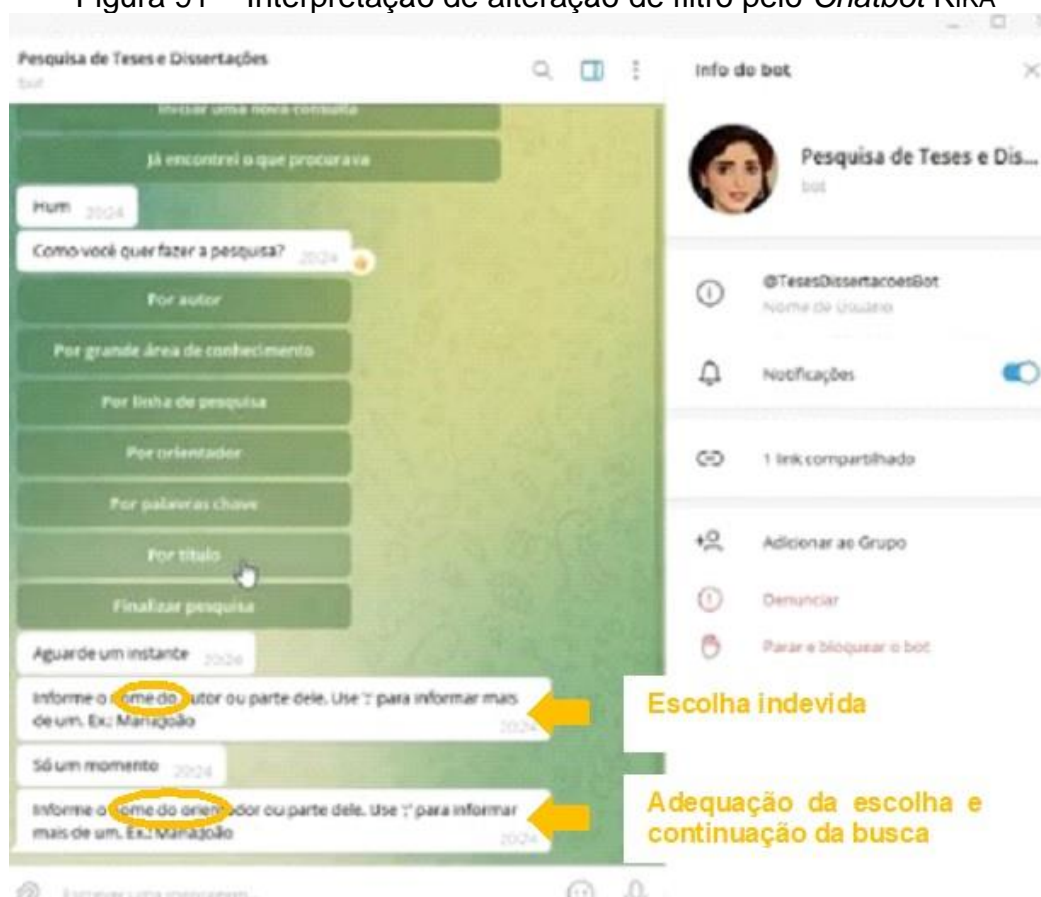 Figura 91 – Interpretação de alteração de filtro pelo Chatbot KIKA
Pesquisa de Teses e Dissertações
bot
Iniciar uma nova consulta
Já encontrei o que procurava
Hum 20:24
Como você quer fazer a pesquisa? 20:24
Por autor
Por grande área de conhecimento
Por linha de pesquisa
Por orientador
Por palavras chave
Por título
Finalizar pesquisa
Aguarde um instante 20:24
Informe o nome do autor ou parte dele. Use ';' para informar mais
de um. Ex.: Maria;João 20:24
Só um momento 20:24
Informe o nome do orientador ou parte dele. Use ';' para informar
mais de um. Ex.: Maria;João 20:24
Escrever uma mensagem...
Info do bot
Pesquisa de Teses e Dis...
bot
@TesesDissertacoesBot
Nome de Usuário
Notificações
1 link compartilhado
Adicionar ao Grupo
Denunciar
Parar e bloquear o bot
Escolha indevida
Adequação da escolha e
continuação da busca